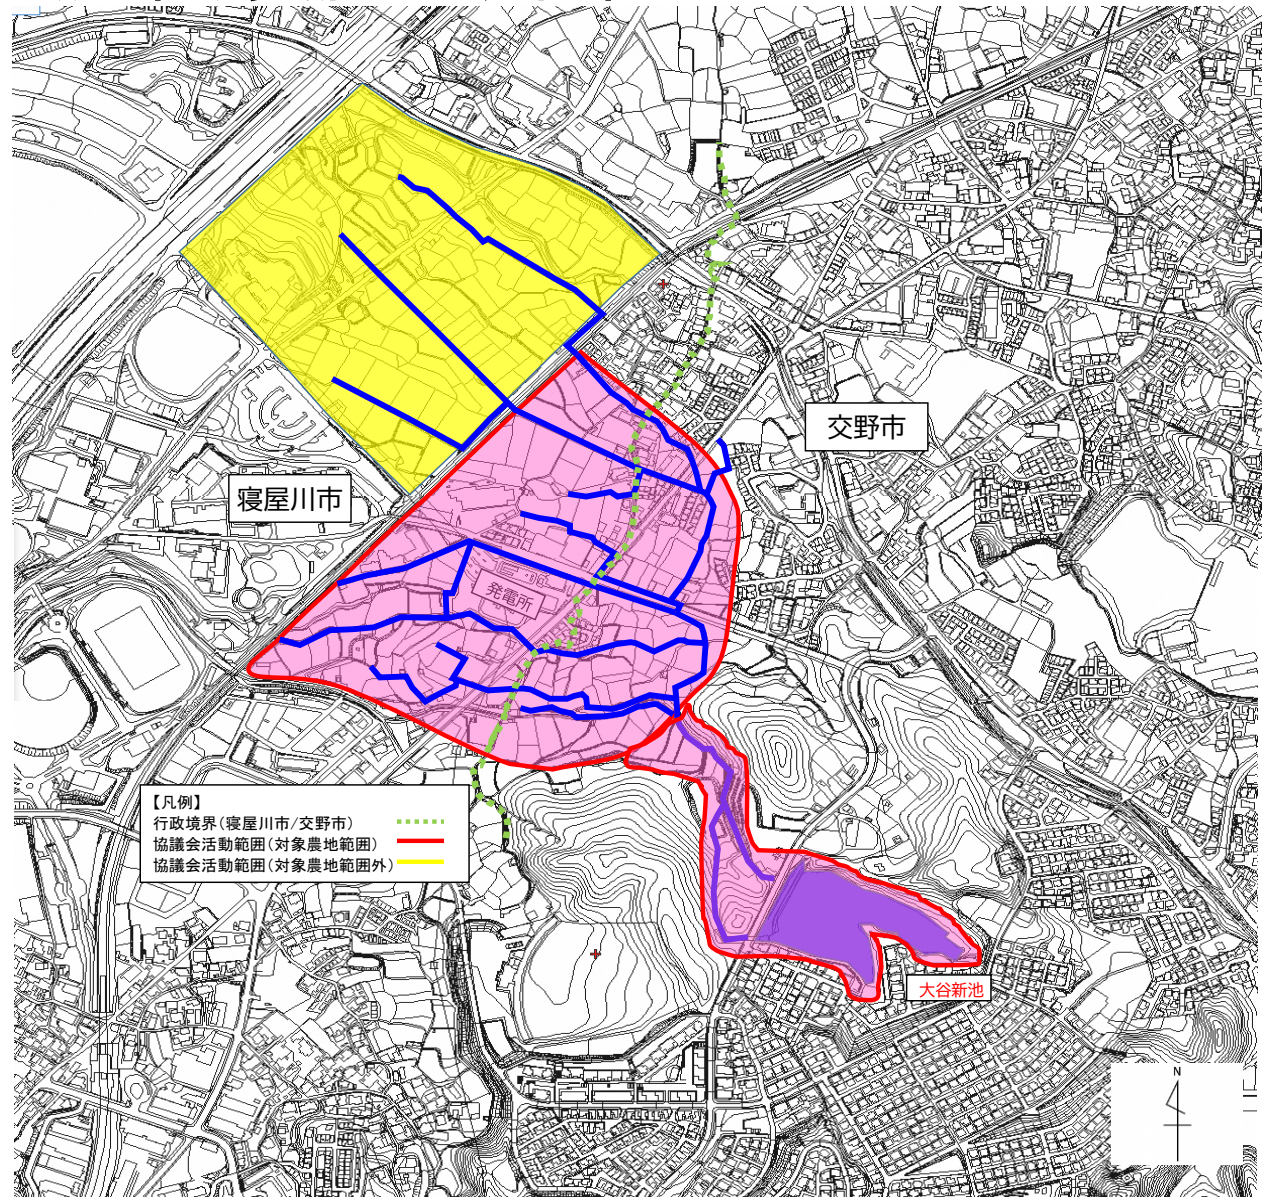 交野市
寝屋川市
発電所
【凡例】
行政境界(寝屋川市/交野市)
協議会活動範囲(対象農地範囲)
協議会活動範囲(対象農地範囲外)
大谷新池
N